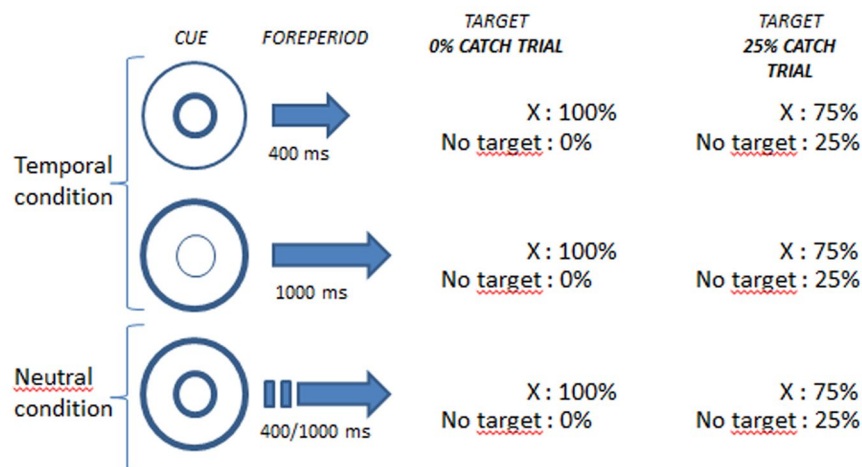 CUE
FOREPERIOD
TARGET
0% CATCH TRIAL
TARGET
25% CATCH
TRIAL
Temporal
condition
400 ms
X : 100%
No target : 0%
X : 75%
No target : 25%
1000 ms
X : 100%
No target : 0%
X : 75%
No target : 25%
Neutral
condition
400/1000 ms
X : 100%
No target : 0%
X : 75%
No target : 25%